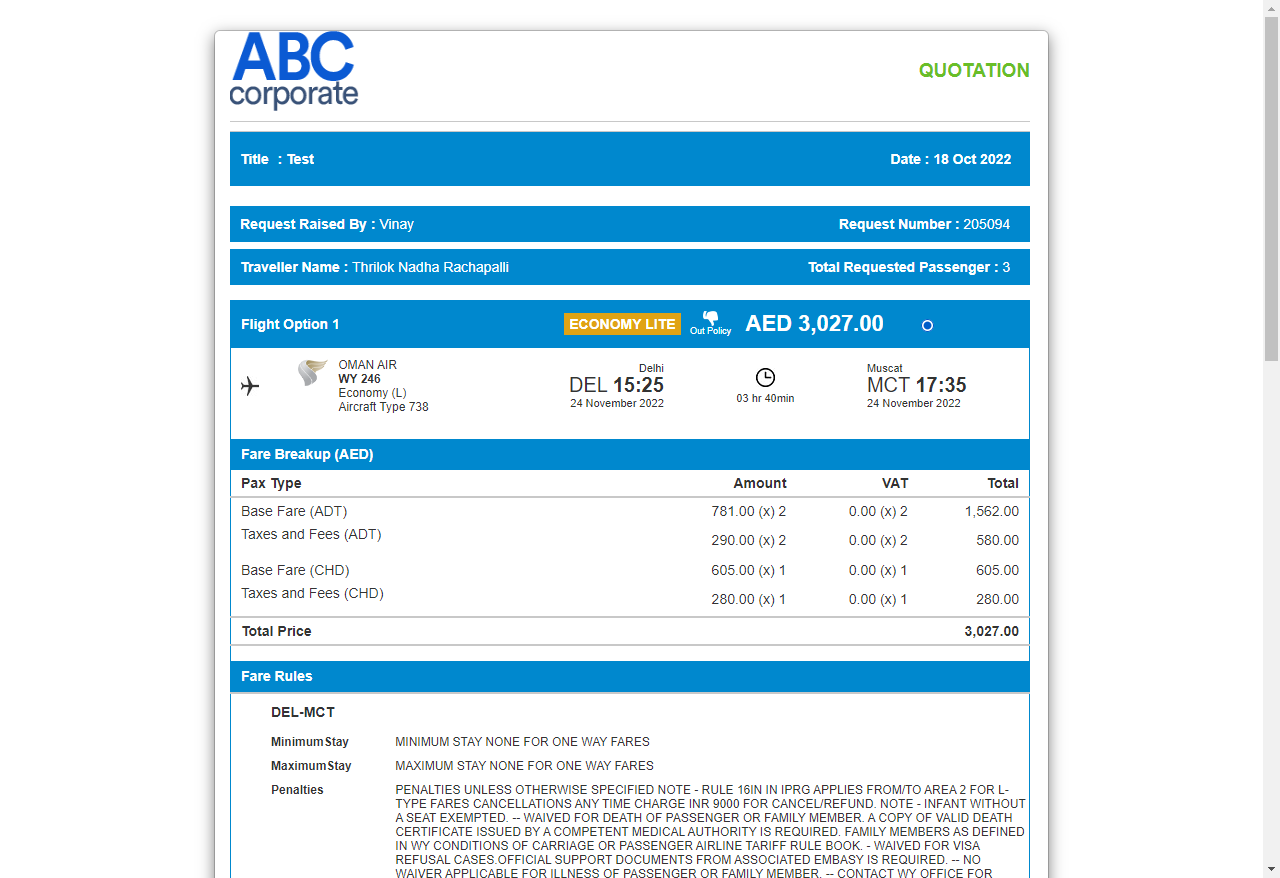 ABC
corporate
QUOTATION
Title : Test Date : 18 Oct 2022
Request Raised By : Vinay Request Number : 205094
Traveller Name : Thrilok Nadha Rachapalli Total Requested Passenger : 3
Flight Option 1 ECONOMY LITE Out Policy AED 3,027.00
OMAN AIR
WY 246
Economy (L)
Aircraft Type 738
Delhi
DEL 15:25
24 November 2022
03 hr 40min
Muscat
MCT 17:35
24 November 2022
Fare Breakup (AED)
Pax Type Amount VAT Total
Base Fare (ADT) 781.00 (x) 2 0.00 (x) 2 1,562.00
Taxes and Fees (ADT) 290.00 (x) 2 0.00 (x) 2 580.00
Base Fare (CHD) 605.00 (x) 1 0.00 (x) 1 605.00
Taxes and Fees (CHD) 280.00 (x) 1 0.00 (x) 1 280.00
Total Price 3,027.00
Fare Rules
DEL-MCT
MinimumStay MINIMUM STAY NONE FOR ONE WAY FARES
MaximumStay MAXIMUM STAY NONE FOR ONE WAY FARES
Penalties PENALTIES UNLESS OTHERWISE SPECIFIED NOTE - RULE 16IN IN IPRG APPLIES FROM/TO AREA 2 FOR L-
TYPE FARES CANCELLATIONS ANY TIME CHARGE INR 9000 FOR CANCEL/REFUND. NOTE - INFANT WITHOUT
A SEAT EXEMPTED. -- WAIVED FOR DEATH OF PASSENGER OR FAMILY MEMBER. A COPY OF VALID DEATH
CERTIFICATE ISSUED BY A COMPETENT MEDICAL AUTHORITY IS REQUIRED. FAMILY MEMBERS AS DEFINED
IN WY CONDITIONS OF CARRIAGE OR PASSENGER AIRLINE TARIFF RULE BOOK. - WAIVED FOR VISA
REFUSAL CASES.OFFICIAL SUPPORT DOCUMENTS FROM ASSOCIATED EMBASY IS REQUIRED. -- NO
WAIVER APPLICABLE FOR ILLNESS OF PASSENGER OR FAMILY MEMBER. -- CONTACT WY OFFICE FOR